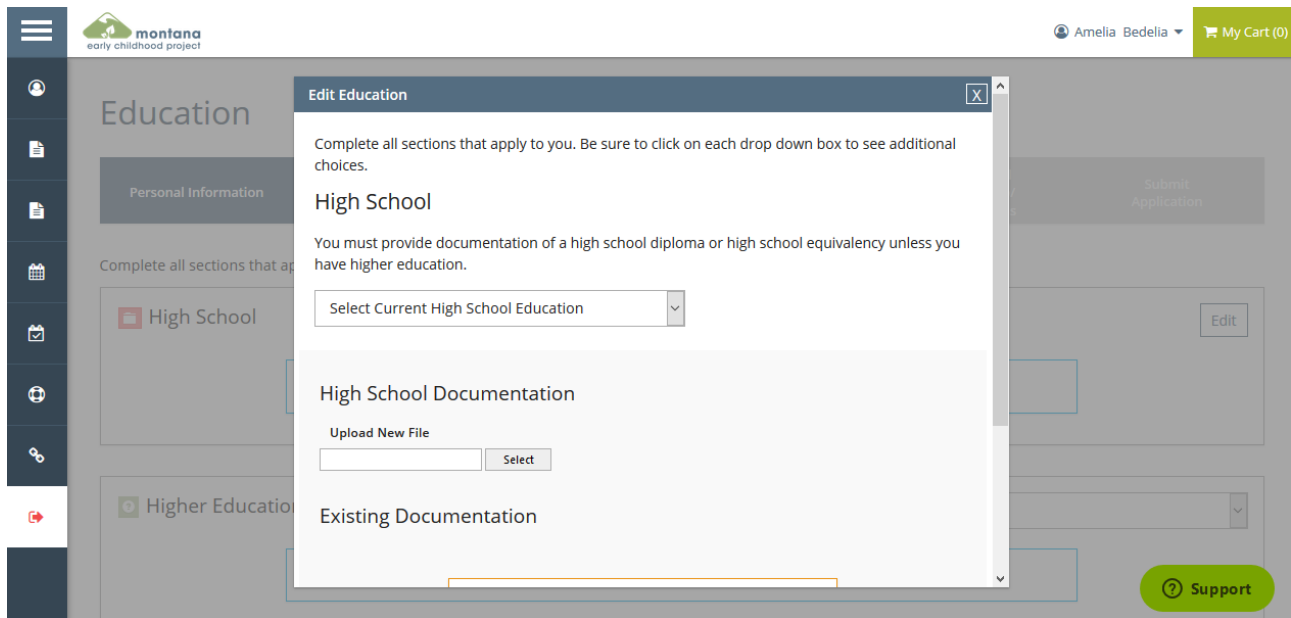 montana
early childhood project
Amelia Bedelia
My Cart (0)
Education
Personal Information
Submit
Application
Complete all sections that ap
High School
Edit
Higher Education
Edit Education
X
Complete all sections that apply to you. Be sure to click on each drop down box to see additional
choices.
High School
You must provide documentation of a high school diploma or high school equivalency unless you
have higher education.
Select Current High School Education
High School Documentation
Upload New File
Select
Existing Documentation
Support